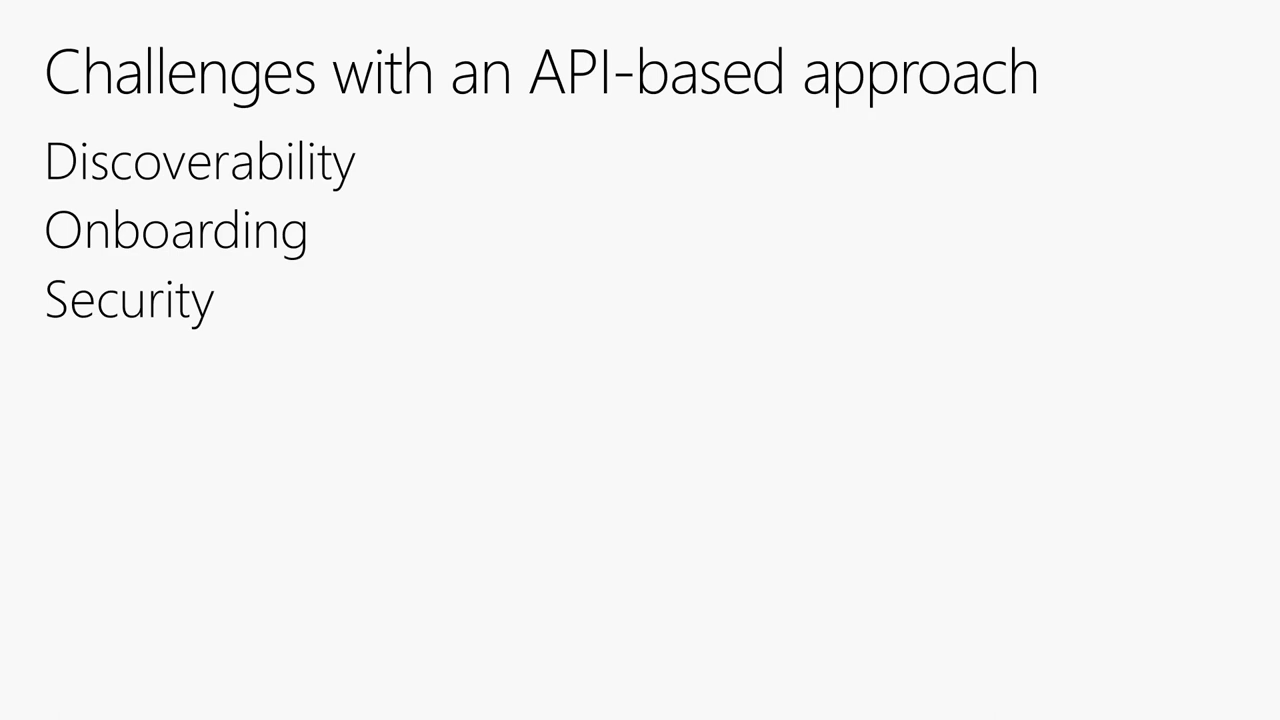 Challenges with an API-based approach
Discoverability
Onboarding
Security